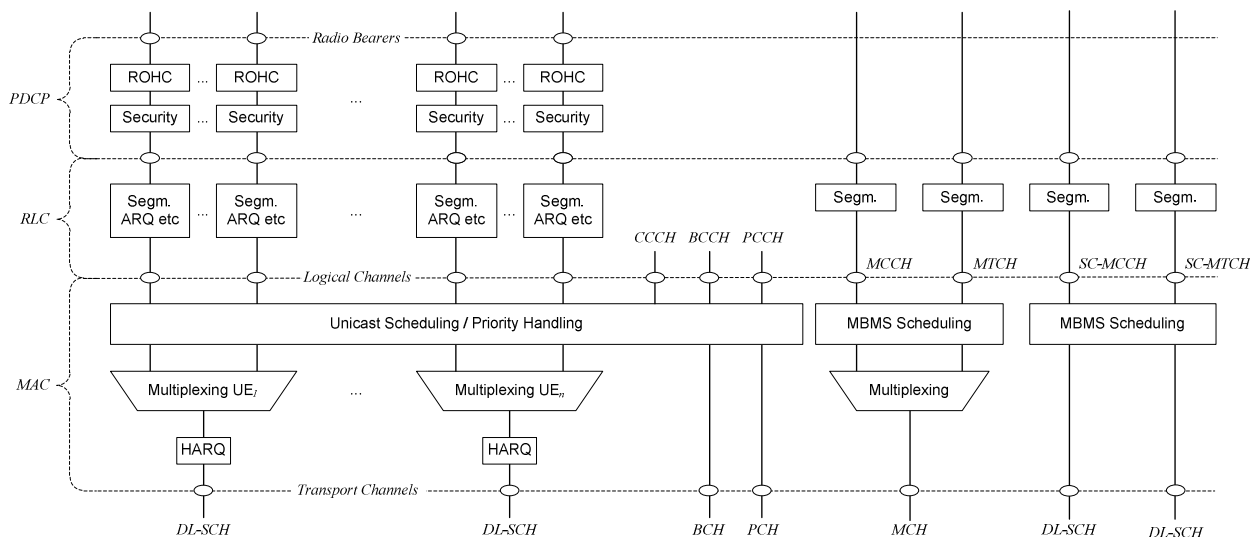 Radio Bearers
ROHC ... ROHC ROHC ... ROHC
PDCP
...
Security ... Security Security ... Security
Segm. ARQ etc ... Segm. ARQ etc ... Segm. ARQ etc ... Segm. ARQ etc
Segm. Segm. Segm. Segm.
RLC
CCCH BCCH PCCH
MCCH MTCH SC-MCCH SC-MTCH
Logical Channels
Unicast Scheduling / Priority Handling MBMS Scheduling MBMS Scheduling
MAC
Multiplexing UE1 ... Multiplexing UEn Multiplexing
HARQ HARQ
Transport Channels
DL-SCH DL-SCH BCH PCH MCH DL-SCH DL-SCH